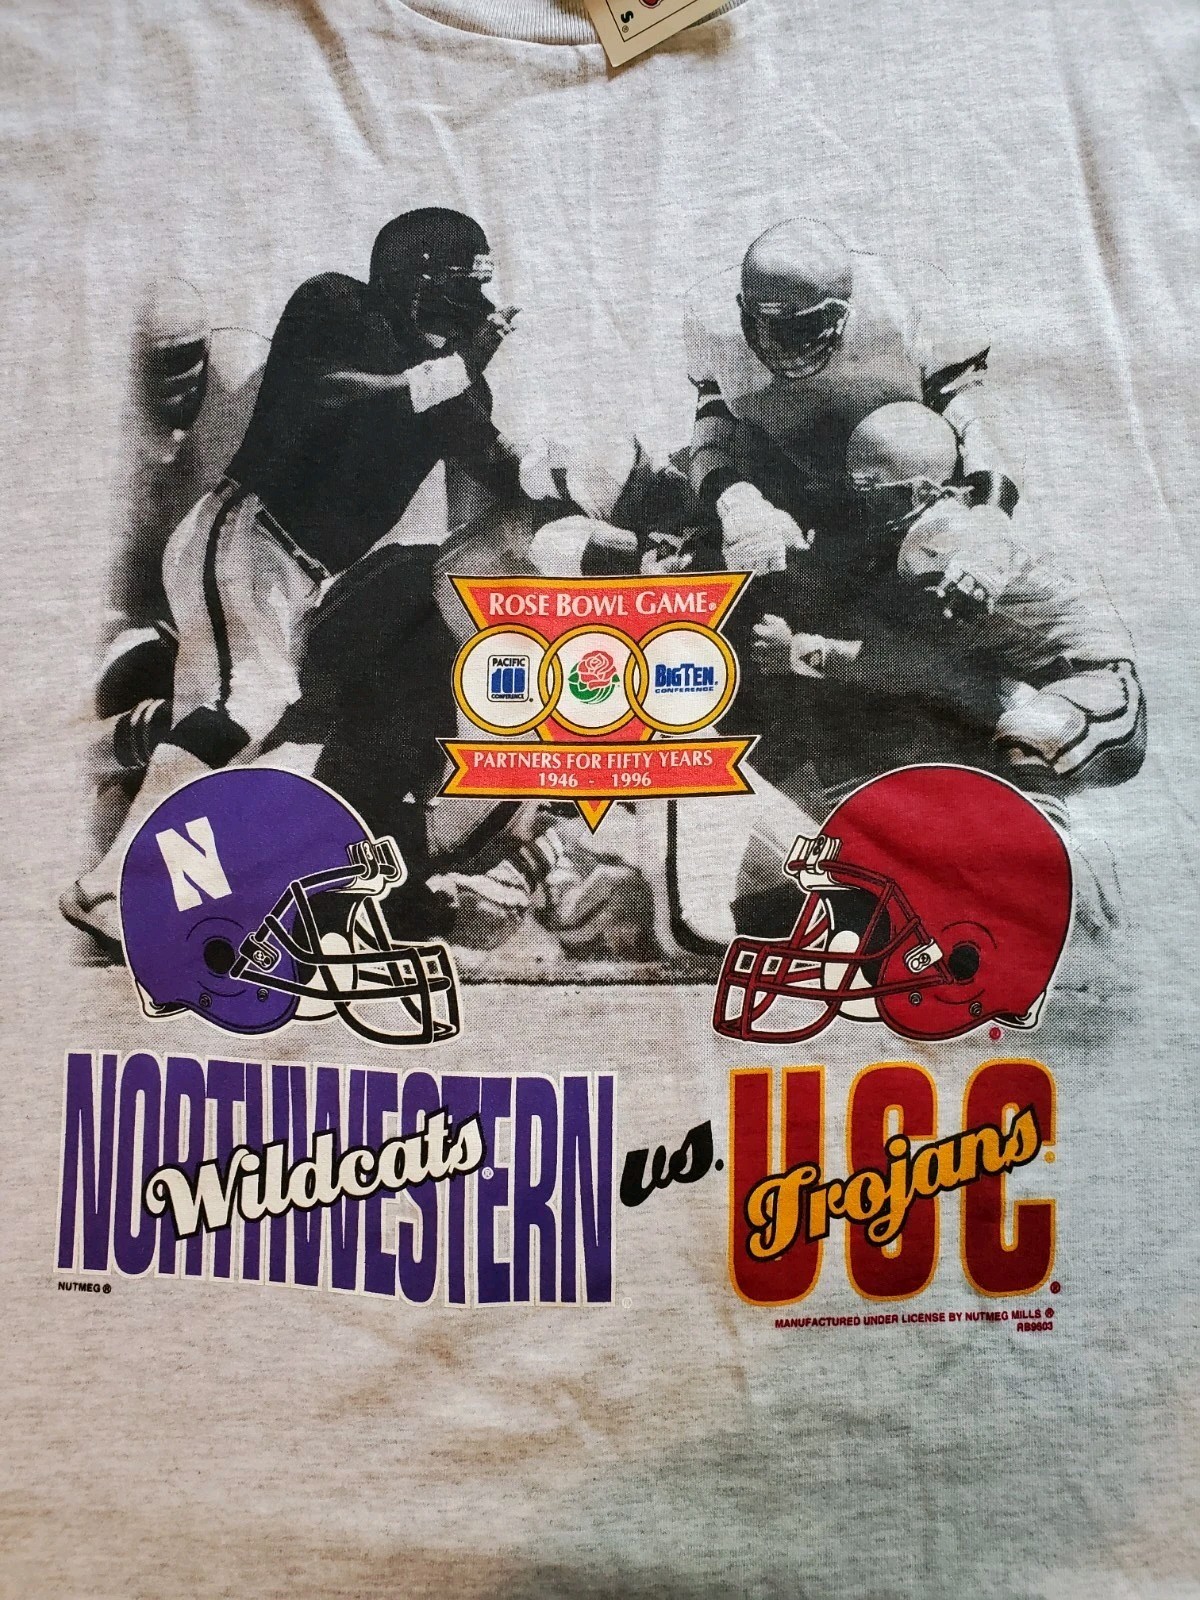 S®
ROSE BOWL GAME®
PACIFIC
10
CONFERENCE®
BIG TEN®
CONFERENCE
PARTNERS FOR FIFTY YEARS
1946 - 1996
N
NORTHWESTERN
Wildcats®
vs.
USC
Trojans
NUTMEG®
MANUFACTURED UNDER LICENSE BY NUTMEG MILLS®
RB9603